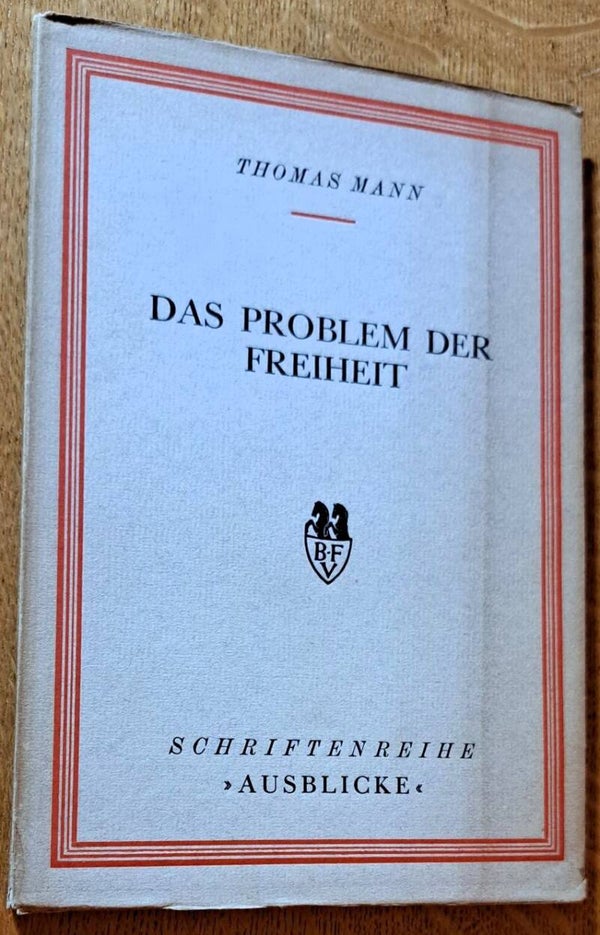 THOMAS MANN
DAS PROBLEM DER
FREIHEIT
B-F
V
SCHRIFTENREIHE
›AUSBLICKE‹